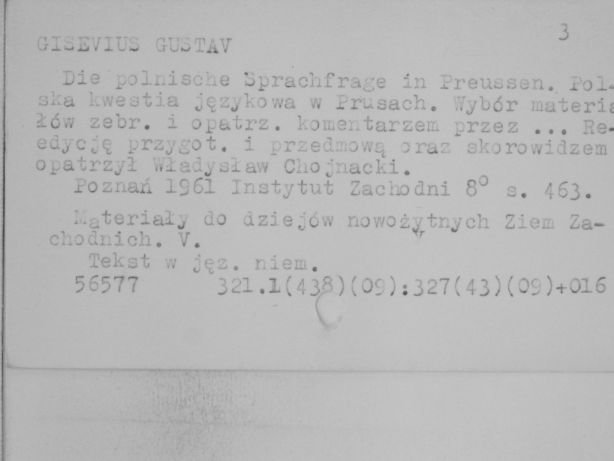 3
GISEVIUS GUSTAV
Die polnische Sprachfrage in Preussen. Pol-
ska kwestia językowa w Prusach. Wybór materia
łów zebr. i opatrz. komentarzem przez ... Re-
edycję przygot. i przedmową oraz skorowidzem
opatrzył Władysław Chojnacki.
Poznań 1961 Instytut Zachodni 8° s. 463.
Materiały do dziejów nowożytnych Ziem Za-
chodnich. V.
Tekst w jęz. niem.
56577 321.1(438)(09):327(43)(09)+016